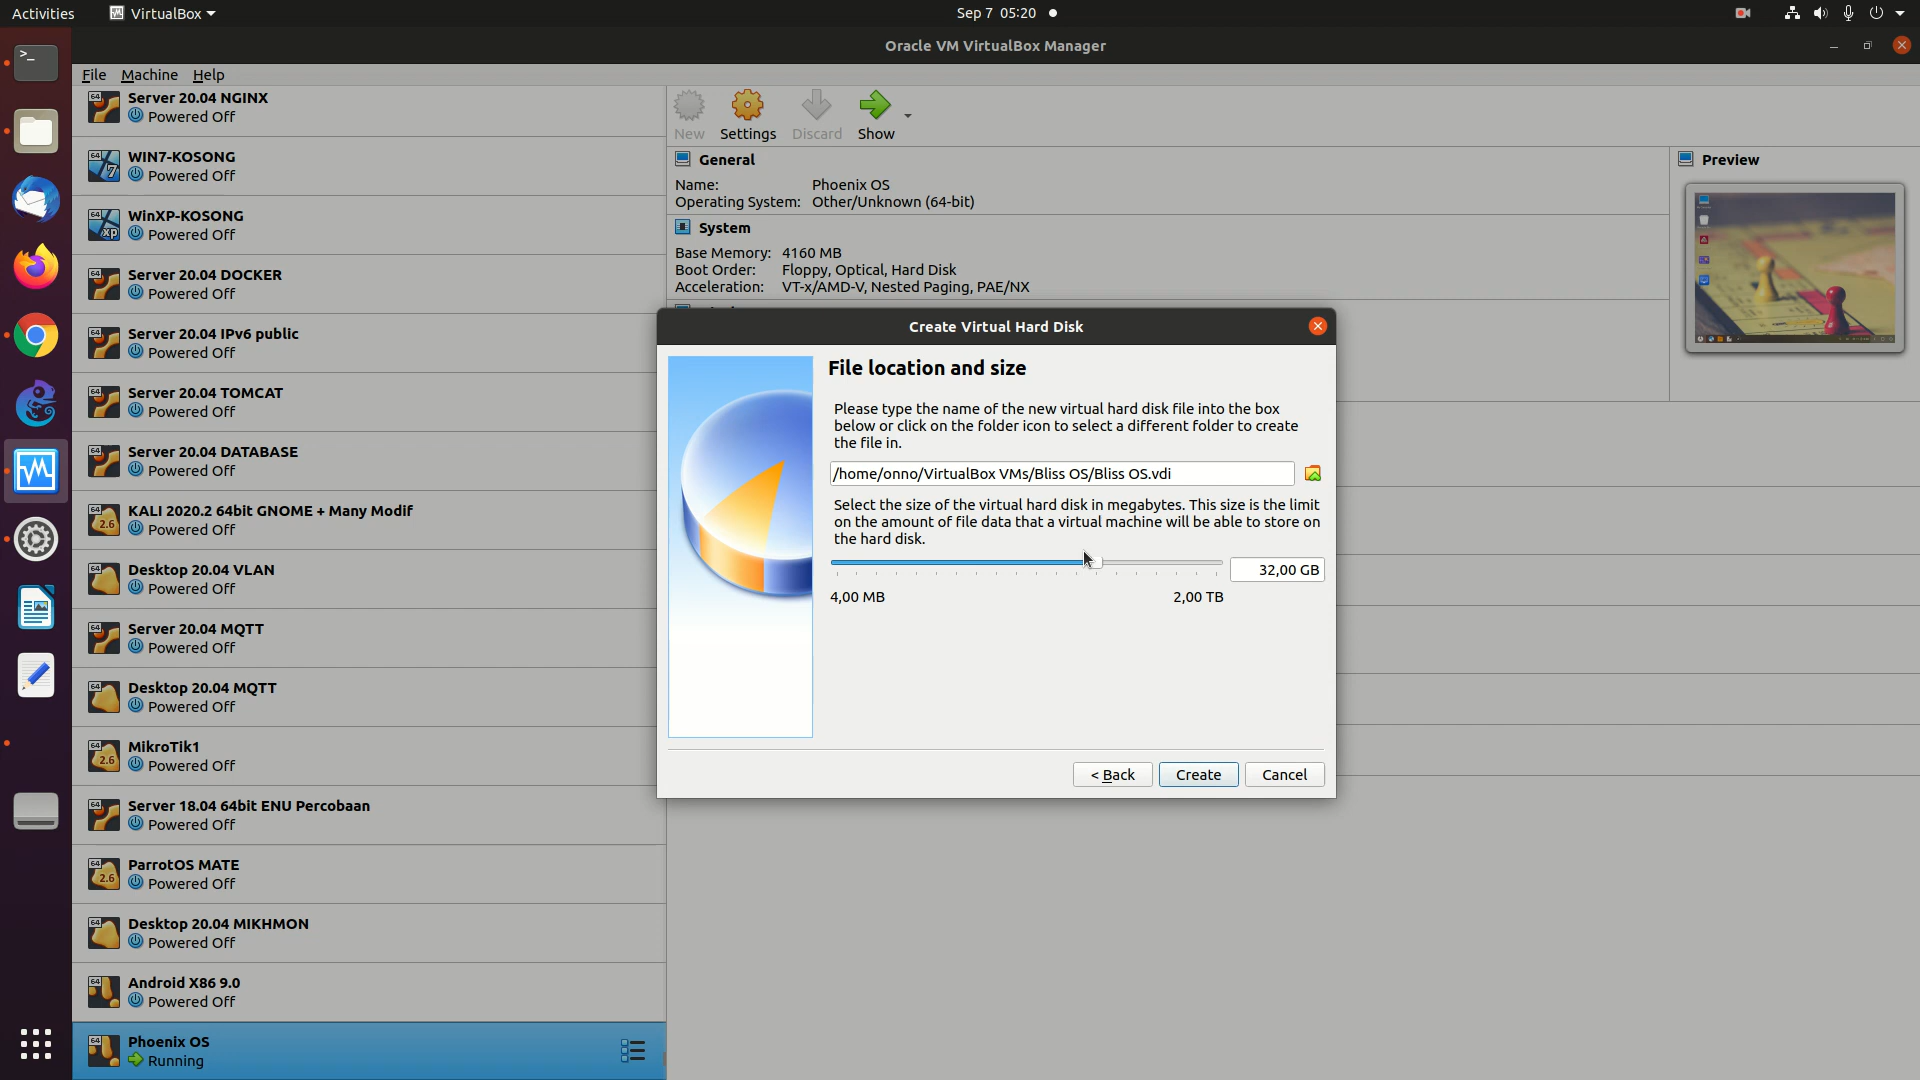 Activities
VirtualBox
Sep 7 05:20
Oracle VM VirtualBox Manager
File Machine Help
Server 20.04 NGINX
Powered Off
WIN7-KOSONG
Powered Off
WinXP-KOSONG
Powered Off
Server 20.04 DOCKER
Powered Off
Server 20.04 IPv6 public
Powered Off
Server 20.04 TOMCAT
Powered Off
Server 20.04 DATABASE
Powered Off
KALI 2020.2 64bit GNOME + Many Modif
Powered Off
Desktop 20.04 VLAN
Powered Off
Server 20.04 MQTT
Powered Off
Desktop 20.04 MQTT
Powered Off
MikroTik1
Powered Off
Server 18.04 64bit ENU Percobaan
Powered Off
ParrotOS MATE
Powered Off
Desktop 20.04 MIKHMON
Powered Off
Android X86 9.0
Powered Off
Phoenix OS
Running
New Settings Discard Show
General
Name: Phoenix OS
Operating System: Other/Unknown (64-bit)
System
Base Memory: 4160 MB
Boot Order: Floppy, Optical, Hard Disk
Acceleration: VT-x/AMD-V, Nested Paging, PAE/NX
Preview
Create Virtual Hard Disk
File location and size
Please type the name of the new virtual hard disk file into the box
below or click on the folder icon to select a different folder to create
the file in.
/home/onno/VirtualBox VMs/Bliss OS/Bliss OS.vdi
Select the size of the virtual hard disk in megabytes. This size is the limit
on the amount of file data that a virtual machine will be able to store on
the hard disk.
32,00 GB
4,00 MB 2,00 TB
< Back Create Cancel